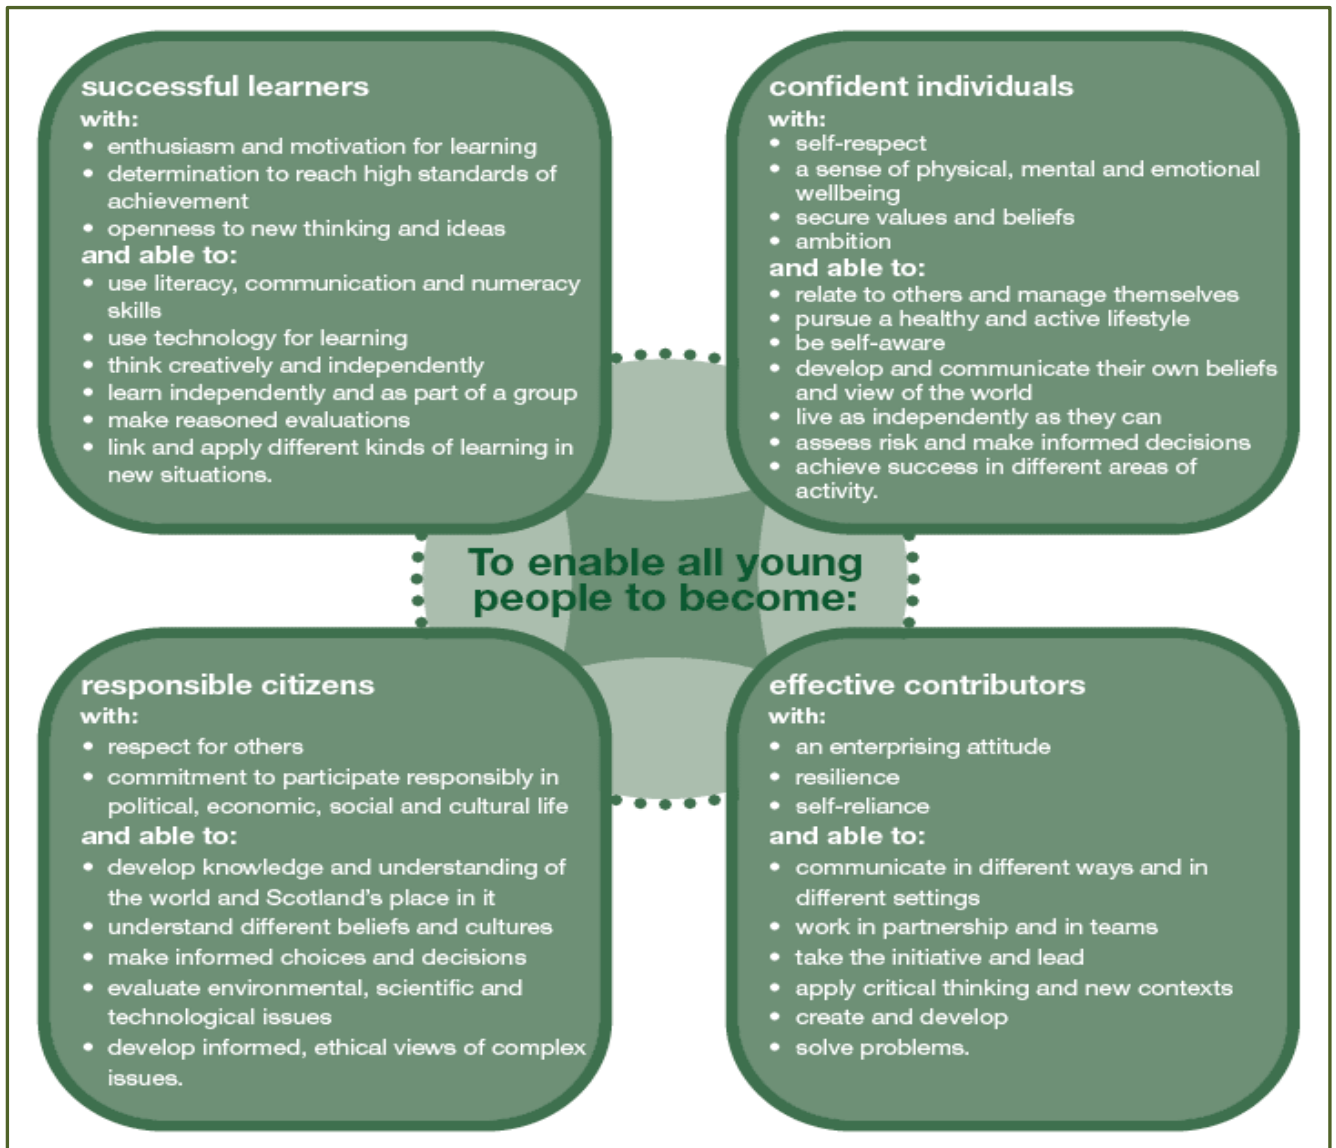 successful learners
with:
• enthusiasm and motivation for learning
• determination to reach high standards of
achievement
• openness to new thinking and ideas
and able to:
• use literacy, communication and numeracy
skills
• use technology for learning
• think creatively and independently
• learn independently and as part of a group
• make reasoned evaluations
• link and apply different kinds of learning in
new situations.
confident individuals
with:
• self-respect
• a sense of physical, mental and emotional
wellbeing
• secure values and beliefs
• ambition
and able to:
• relate to others and manage themselves
• pursue a healthy and active lifestyle
• be self-aware
• develop and communicate their own beliefs
and view of the world
• live as independently as they can
• assess risk and make informed decisions
• achieve success in different areas of
activity.
To enable all young
people to become:
responsible citizens
with:
• respect for others
• commitment to participate responsibly in
political, economic, social and cultural life
and able to:
• develop knowledge and understanding of
the world and Scotland's place in it
• understand different beliefs and cultures
• make informed choices and decisions
• evaluate environmental, scientific and
technological issues
• develop informed, ethical views of complex
issues.
effective contributors
with:
• an enterprising attitude
• resilience
• self-reliance
and able to:
• communicate in different ways and in
different settings
• work in partnership and in teams
• take the initiative and lead
• apply critical thinking and new contexts
• create and develop
• solve problems.